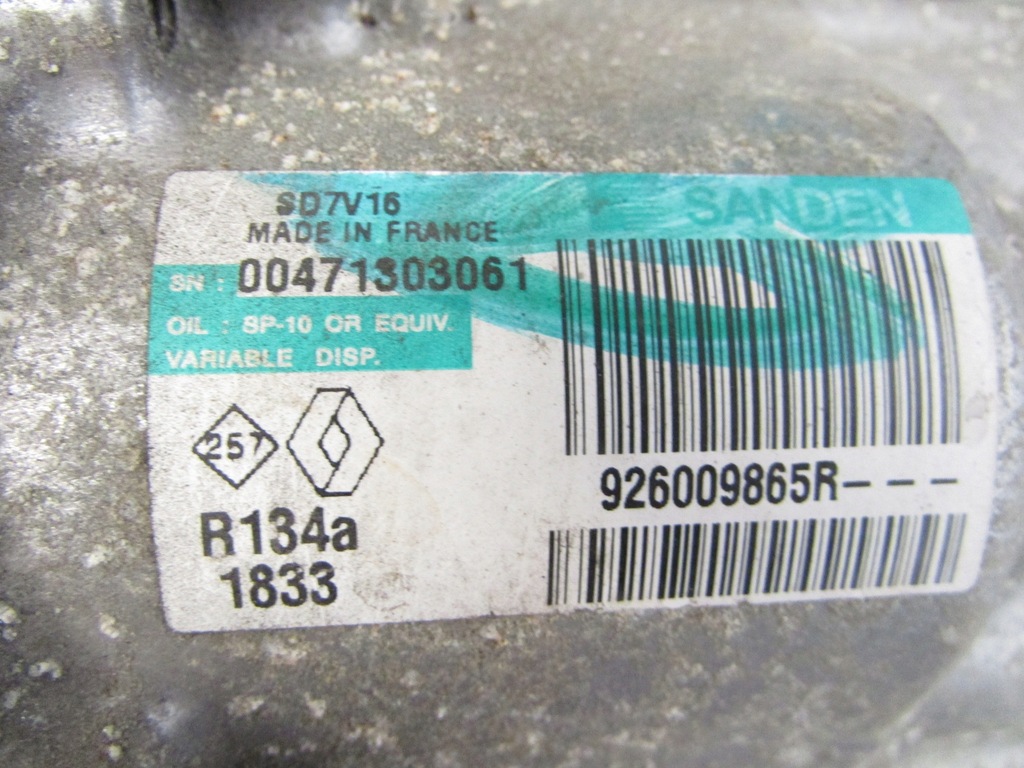 SD7V16
SANDEN
MADE IN FRANCE
SN : 00471303061
OIL : SP-10 OR EQUIV.
VARIABLE DISP.
257
926009865R---
R134a
1833